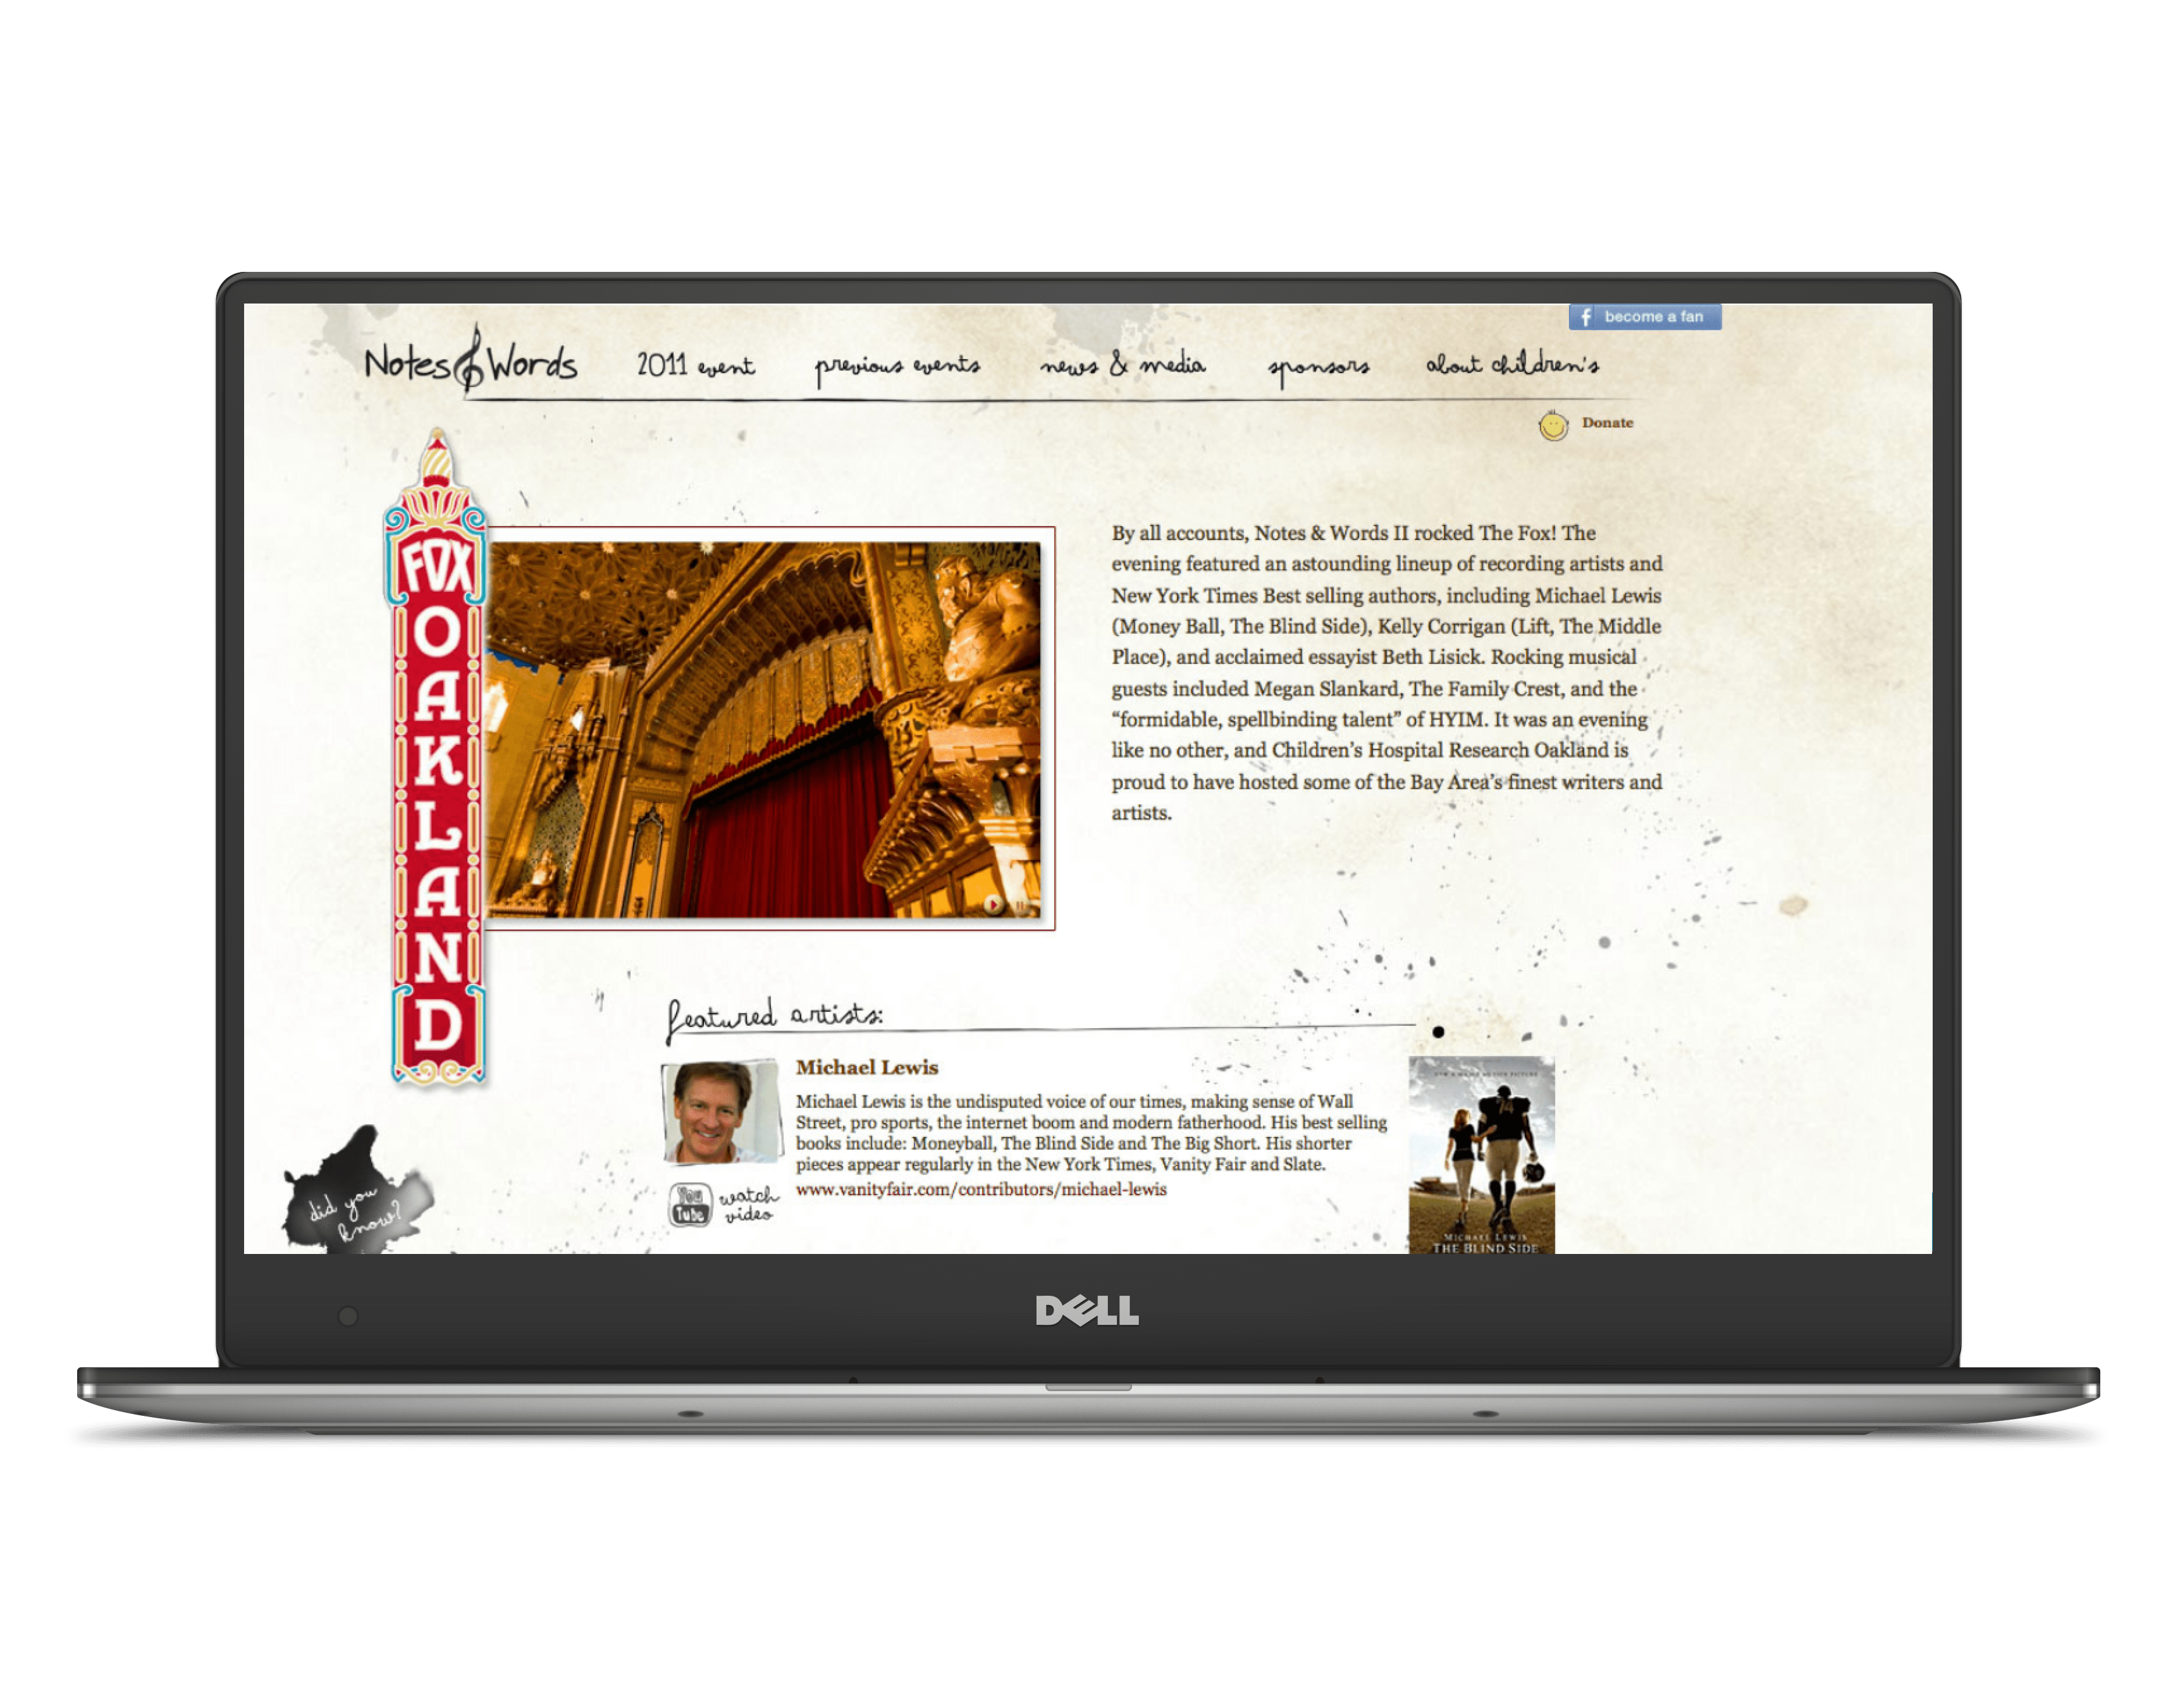 become a fan
Notes & Words
2011 event
previous events
news & media
sponsors
about children's
Donate
FOX
OAKLAND
By all accounts, Notes & Words II rocked The Fox! The
evening featured an astounding lineup of recording artists and
New York Times Best selling authors, including Michael Lewis
(Money Ball, The Blind Side), Kelly Corrigan (Lift, The Middle
Place), and acclaimed essayist Beth Lisick. Rocking musical
guests included Megan Slankard, The Family Crest, and the
“formidable, spellbinding talent” of HYIM. It was an evening
like no other, and Children’s Hospital Research Oakland is
proud to have hosted some of the Bay Area’s finest writers and
artists.
featured artists:
Michael Lewis
Michael Lewis is the undisputed voice of our times, making sense of Wall
Street, pro sports, the internet boom and modern fatherhood. His best selling
books include: Moneyball, The Blind Side and The Big Short. His shorter
pieces appear regularly in the New York Times, Vanity Fair and Slate.
www.vanityfair.com/contributors/michael-lewis
You Tube
watch
video
NOW A MAJOR MOTION PICTURE
74
MICHAEL LEWIS
THE BLIND SIDE
did you
know?
DELL